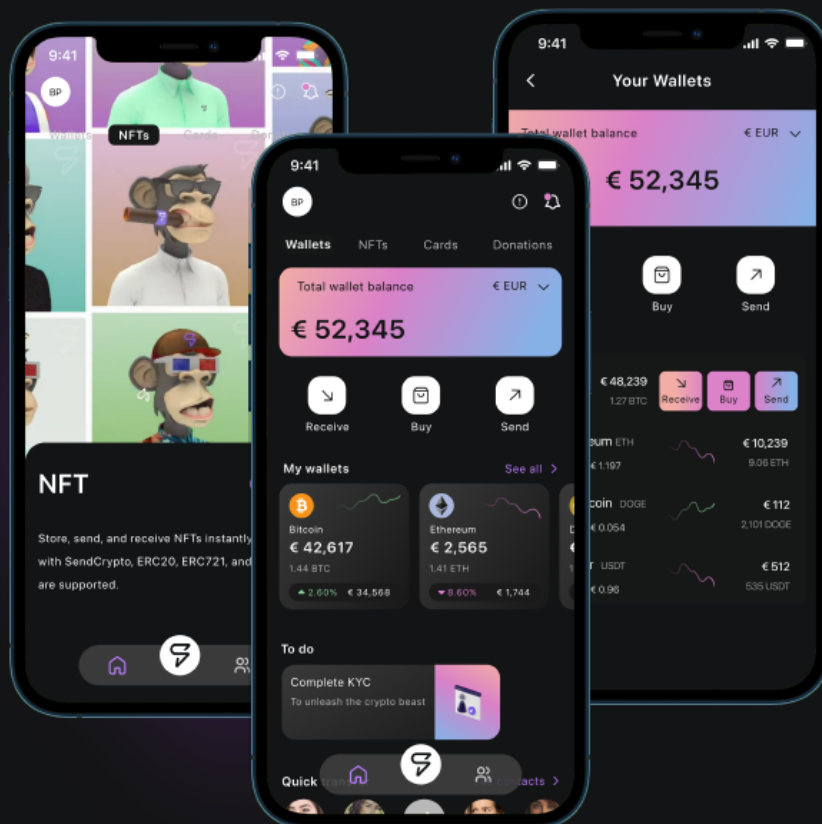 9:41
BP
Wallets
NFTs
Cards
NFT
Store, send, and receive NFTs instantly
with SendCrypto, ERC20, ERC721, and
are supported.
9:41
BP
Wallets
NFTs
Cards
Donations
Total wallet balance
€ EUR
€ 52,345
Receive
Buy
Send
My wallets
See all
Bitcoin
€ 42,617
1.44 BTC
2.60% € 34,568
Ethereum
€ 2,565
1.41 ETH
8.60% € 1,744
To do
Complete KYC
To unleash the crypto beast
Quick
9:41
Your Wallets
Total wallet balance
€ EUR
€ 52,345
Buy
Send
€ 48,239
1.27 BTC
Receive
Buy
Send
ETH
€ 10,239
€ 1.197
9.06 ETH
DOGE
€ 112
€ 0.054
2,101 DOGE
USDT
€ 512
€ 0.96
535 USDT